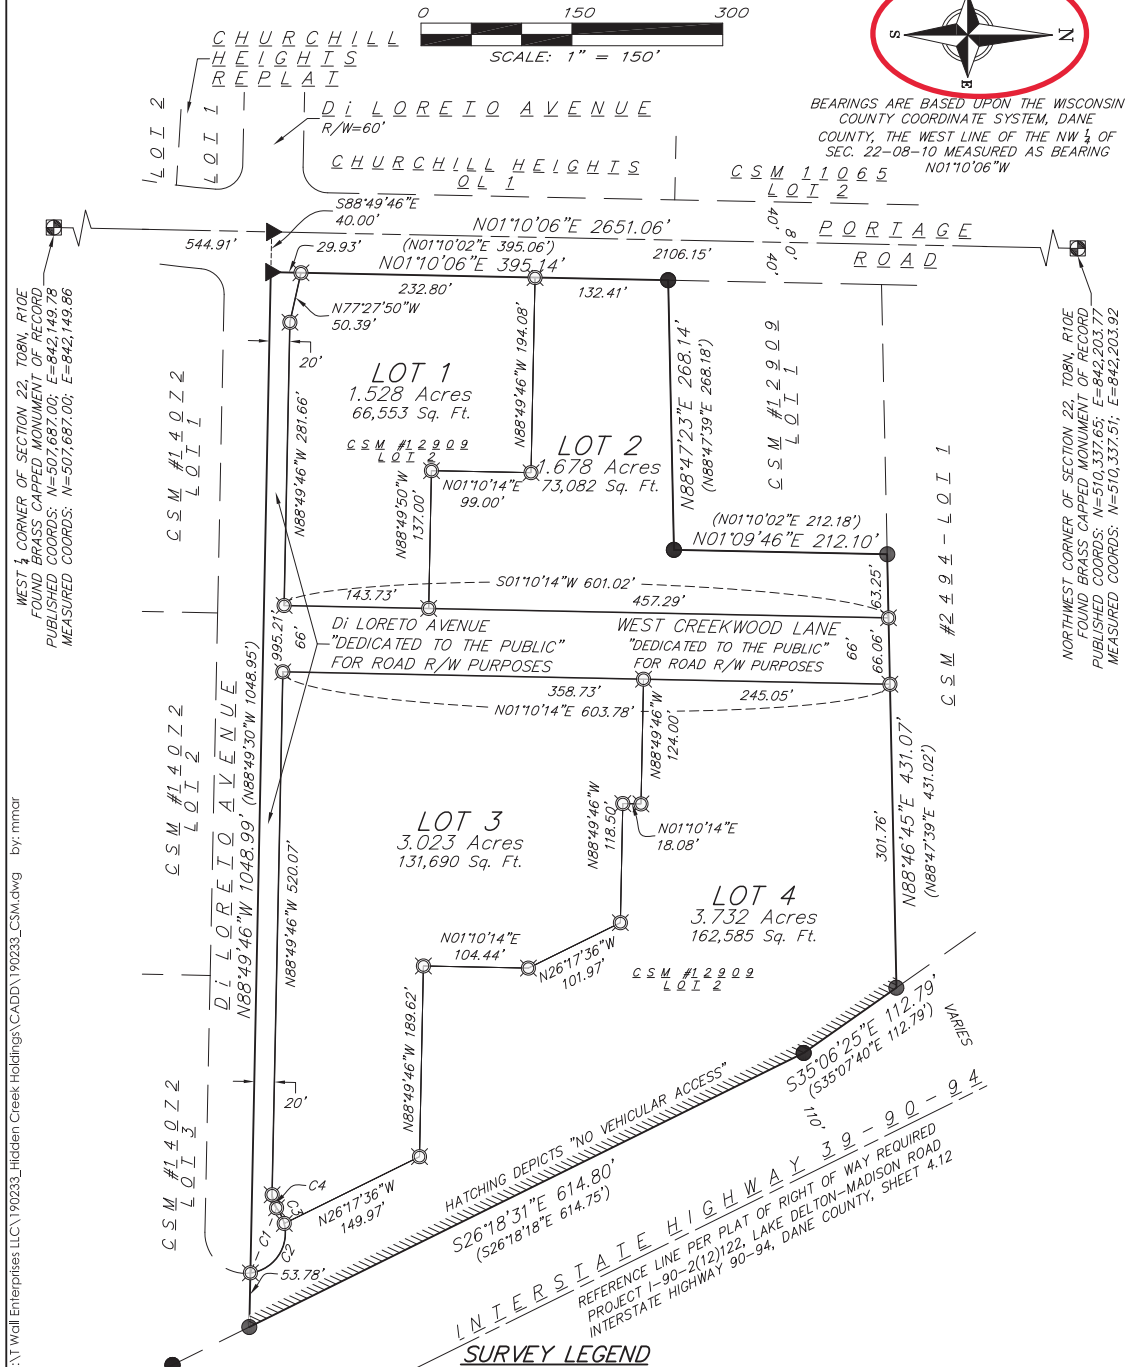 0 150 300
SCALE: 1" = 150'
S
N
E
BEARINGS ARE BASED UPON THE WISCONSIN
COUNTY COORDINATE SYSTEM, DANE
COUNTY, THE WEST LINE OF THE NW ¼ OF
SEC. 22-08-10 MEASURED AS BEARING
N01°10'06"W
CHURCHILL
HEIGHTS
REPLAT
LOT 2
LOT 1
Di LORETO AVENUE
R/W=60'
CHURCHILL HEIGHTS
OL 1
CSM 11065
LOT 2
S88°49'46"E
40.00'
544.91'
29.93'
N01°10'06"E 2651.06'
(N01°10'02"E 395.06')
N01°10'06"E 395.14'
2106.15'
40'
80'
40'
PORTAGE
ROAD
232.80'
132.41'
N77°27'50"W
50.39'
20'
WEST ¼ CORNER OF SECTION 22, T08N, R10E
FOUND BRASS CAPPED MONUMENT OF RECORD
PUBLISHED COORDS: N=507,687.00; E=842,149.78
MEASURED COORDS: N=507,687.00; E=842,149.86
NORTHWEST CORNER OF SECTION 22, T08N, R10E
FOUND BRASS CAPPED MONUMENT OF RECORD
PUBLISHED COORDS: N=510,337.65; E=842,203.77
MEASURED COORDS: N=510,337.51; E=842,203.92
CSM #14072
LOT 1
LOT 1
1.528 Acres
66,553 Sq. Ft.
CSM #12909
LOT 2
N88°49'46"W 281.66'
N88°49'46"W 194.08'
LOT 2
1.678 Acres
73,082 Sq. Ft.
N01°10'14"E
99.00'
N88°49'50"W
137.00'
N88°47'23"E 268.14'
(N88°47'39"E 268.18')
CSM #12909
LOT 1
(N01°10'02"E 212.18')
N01°09'46"E 212.10'
CSM #2494-LOT 1
S01°10'14"W 601.02'
143.73'
457.29'
63.25'
Di LORETO AVENUE
"DEDICATED TO THE PUBLIC"
FOR ROAD R/W PURPOSES
WEST CREEKWOOD LANE
"DEDICATED TO THE PUBLIC"
FOR ROAD R/W PURPOSES
995.21'
66'
66'
66.06'
358.73'
245.05'
N01°10'14"E 603.78'
CSM #14072
LOT 2
Di LORETO AVENUE
N88°49'46"W 1048.99' (N88°49'30"W 1048.95')
N88°49'46"W 520.07'
N88°49'46"W
124.00'
N01°10'14"E
18.08'
N88°49'46"W
118.50'
LOT 3
3.023 Acres
131,690 Sq. Ft.
N01°10'14"E
104.44'
N26°17'36"W
101.97'
LOT 4
3.732 Acres
162,585 Sq. Ft.
CSM #12909
LOT 2
301.76'
N88°46'45"E 431.07'
(N88°47'39"E 431.02')
N88°49'46"W 189.62'
CSM #14072
LOT 3
20'
C4
C3
C1
C2
N26°17'36"W
149.97'
53.78'
HATCHING DEPICTS "NO VEHICULAR ACCESS"
S26°18'31"E 614.80'
(S26°18'18"E 614.75')
S35°06'25"E 112.79'
(S35°07'40"E 112.79')
VARIES
110'
INTERSTATE HIGHWAY 39-90-94
REFERENCE LINE PER PLAT OF RIGHT OF WAY REQUIRED
PROJECT I-90-2(12)122, LAKE DELTON-MADISON ROAD
INTERSTATE HIGHWAY 90-94, DANE COUNTY, SHEET 4.12
:\T Wall Enterprises LLC\190233_Hidden Creek Holdings\CADD\190233_CSM.dwg by: mmar
SURVEY LEGEND